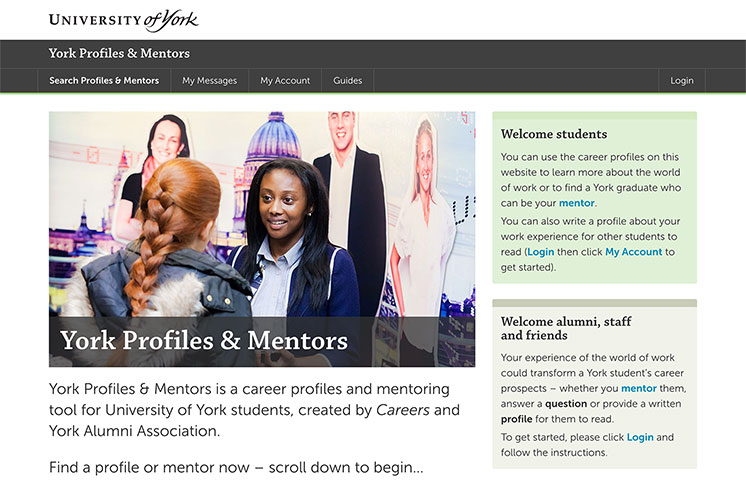 UNIVERSITY of York
York Profiles & Mentors
Search Profiles & Mentors My Messages My Account Guides Login
York Profiles & Mentors
York Profiles & Mentors is a career profiles and mentoring
tool for University of York students, created by Careers and
York Alumni Association.
Find a profile or mentor now – scroll down to begin...
Welcome students
You can use the career profiles on this
website to learn more about the world
of work or to find a York graduate who
can be your mentor.
You can also write a profile about your
work experience for other students to
read (Login then click My Account to
get started).
Welcome alumni, staff
and friends
Your experience of the world of work
could transform a York student's career
prospects – whether you mentor them,
answer a question or provide a written
profile for them to read.
To get started, please click Login and
follow the instructions.